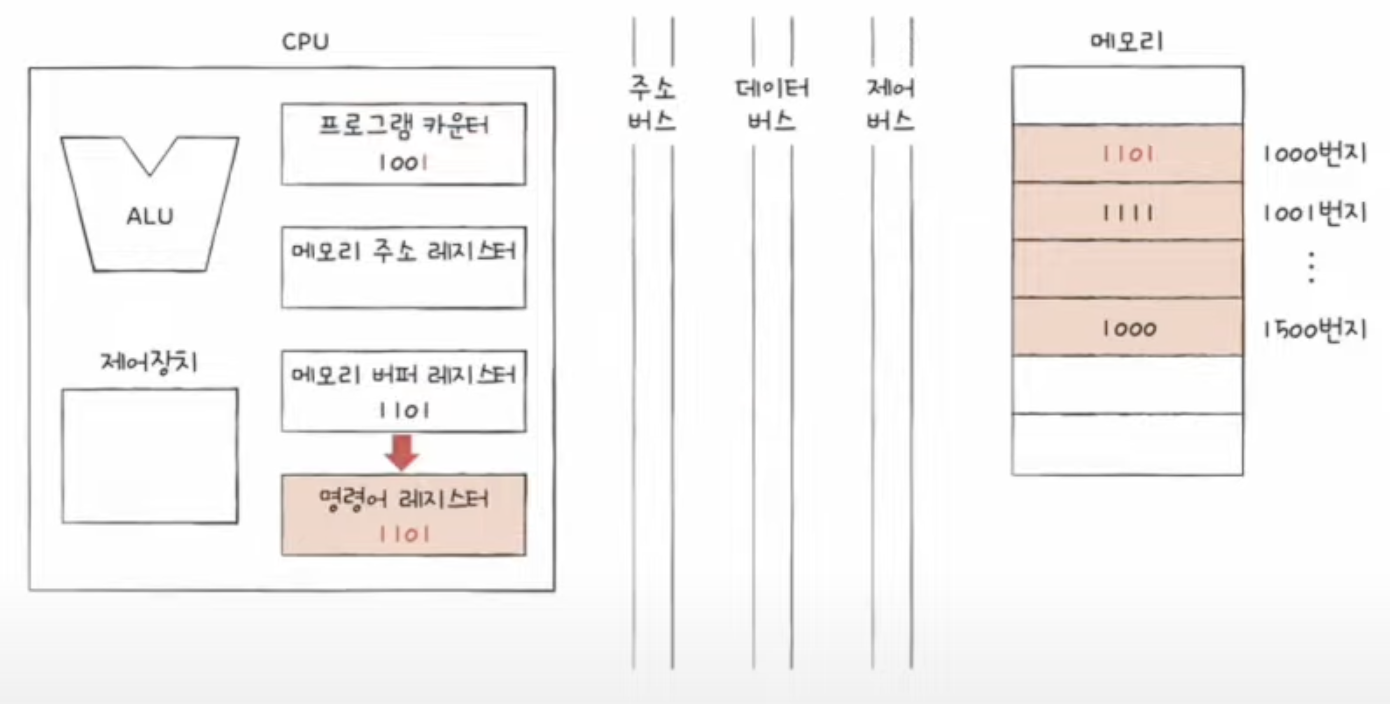 CPU
프로그램 카운터
1001
ALU
메모리 주소 레지스터
제어장치
메모리 버퍼 레지스터
1101
명령어 레지스터
1101
주소
버스
데이터
버스
제어
버스
메모리
1101 1000번지
1111 1001번지
⋮
1000 1500번지